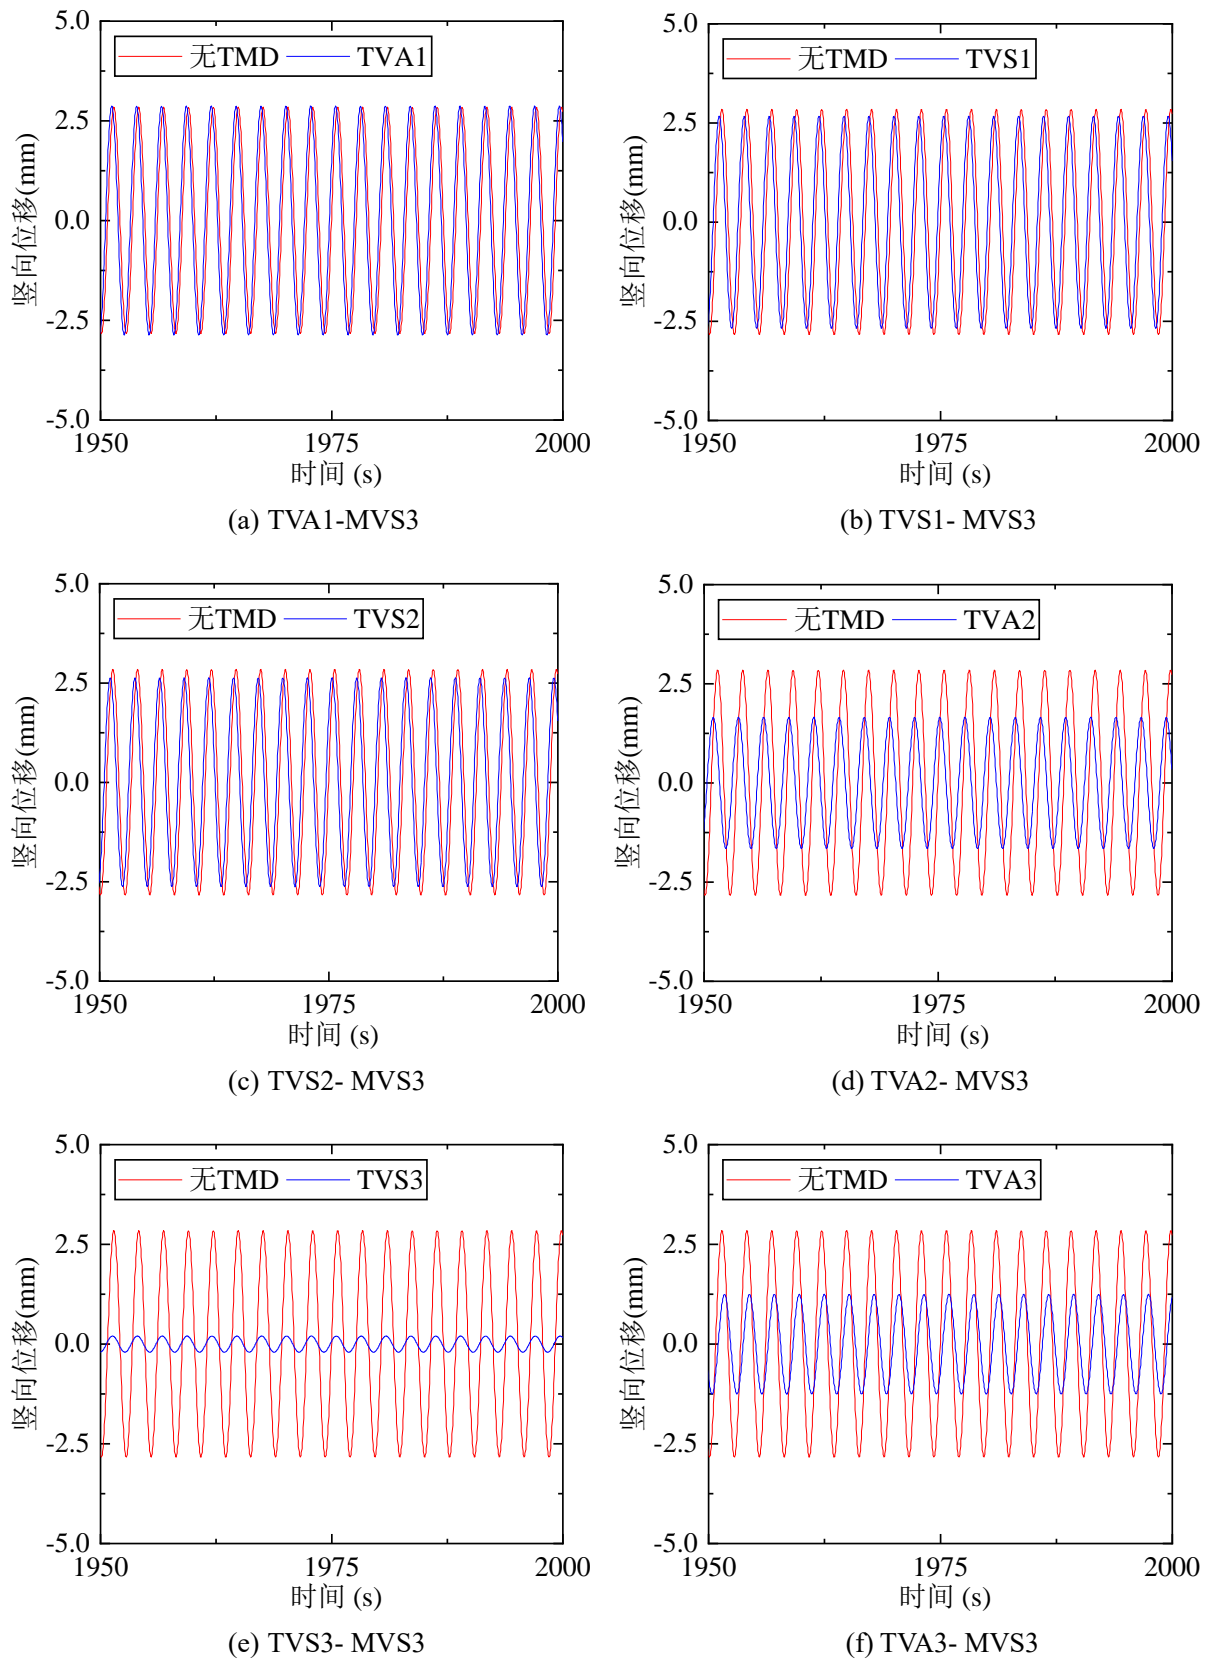 5.0
2.5
0.0
-2.5
-5.0
竖向位移(mm)
无TMD TVA1
1950 1975 2000
时间 (s)
(a) TVA1-MVS3
5.0
2.5
0.0
-2.5
-5.0
竖向位移(mm)
无TMD TVS1
1950 1975 2000
时间 (s)
(b) TVS1- MVS3
5.0
2.5
0.0
-2.5
-5.0
竖向位移(mm)
无TMD TVS2
1950 1975 2000
时间 (s)
(c) TVS2- MVS3
5.0
2.5
0.0
-2.5
-5.0
竖向位移(mm)
无TMD TVA2
1950 1975 2000
时间 (s)
(d) TVA2- MVS3
5.0
2.5
0.0
-2.5
-5.0
竖向位移(mm)
无TMD TVS3
1950 1975 2000
时间 (s)
(e) TVS3- MVS3
5.0
2.5
0.0
-2.5
-5.0
竖向位移(mm)
无TMD TVA3
1950 1975 2000
时间 (s)
(f) TVA3- MVS3